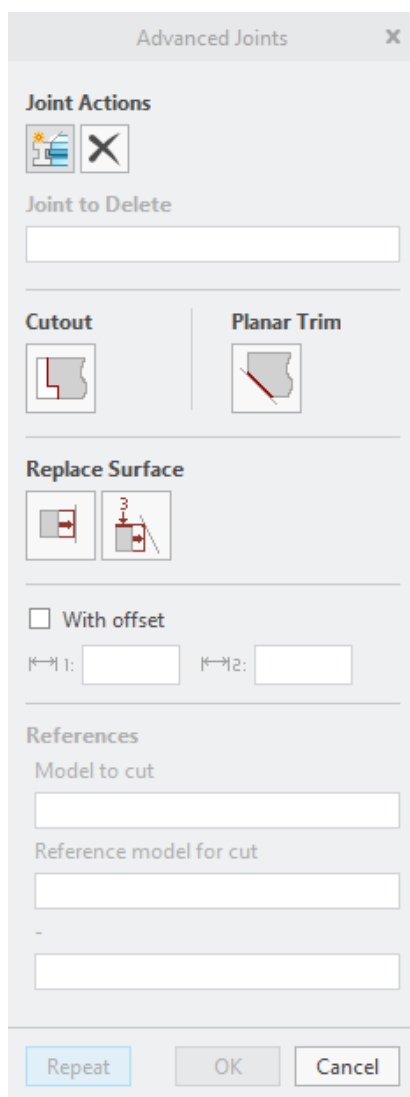 Advanced Joints
Joint Actions
Joint to Delete
Cutout
Planar Trim
Replace Surface
3
With offset
1:
2:
References
Model to cut
Reference model for cut
-
Repeat
OK
Cancel